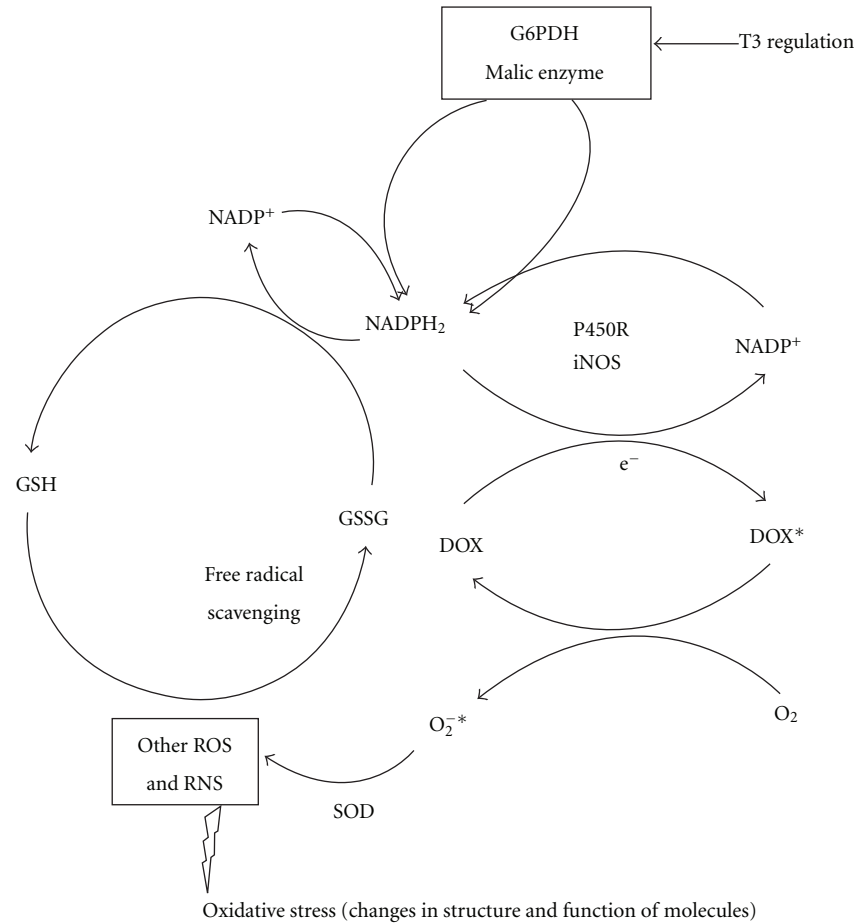 G6PDH
Malic enzyme
T3 regulation
NADP⁺
NADPH₂
P450R
iNOS
NADP⁺
e⁻
GSH
GSSG
DOX
DOX*
Free radical
scavenging
O₂⁻*
O₂
Other ROS
and RNS
SOD
Oxidative stress (changes in structure and function of molecules)